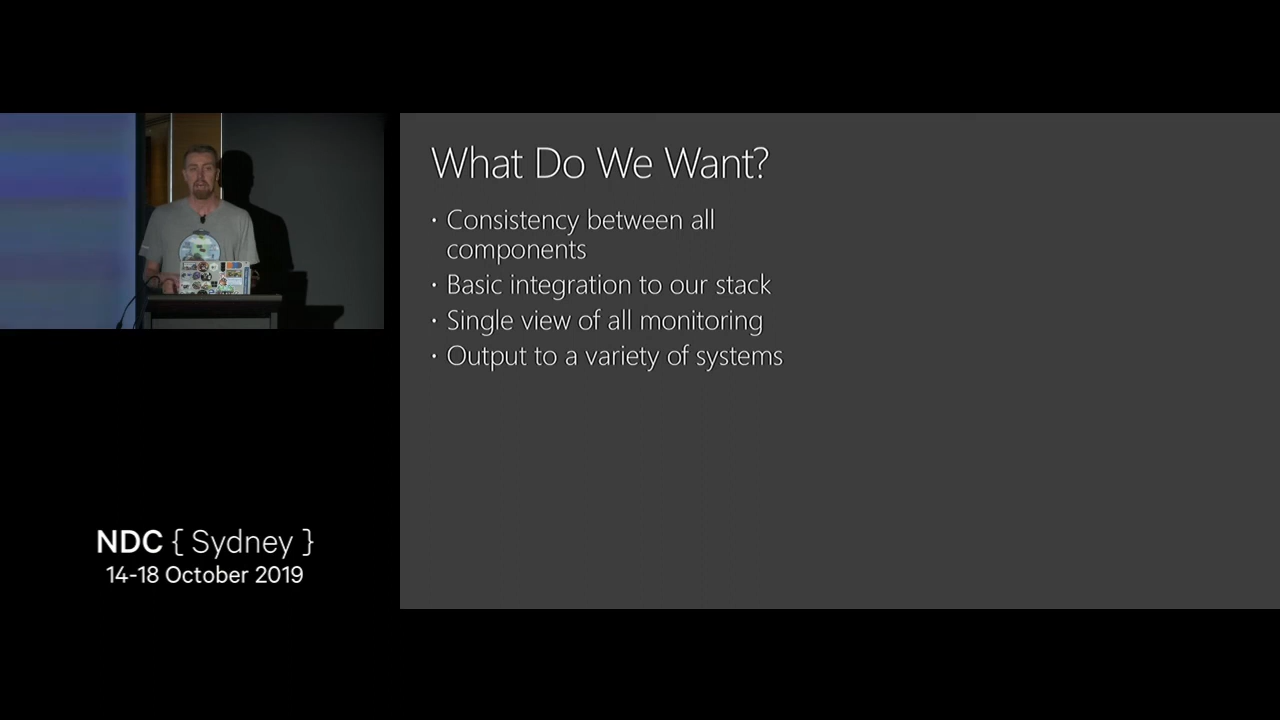 What Do We Want?
· Consistency between all
components
· Basic integration to our stack
· Single view of all monitoring
· Output to a variety of systems
NDC { Sydney }
14-18 October 2019